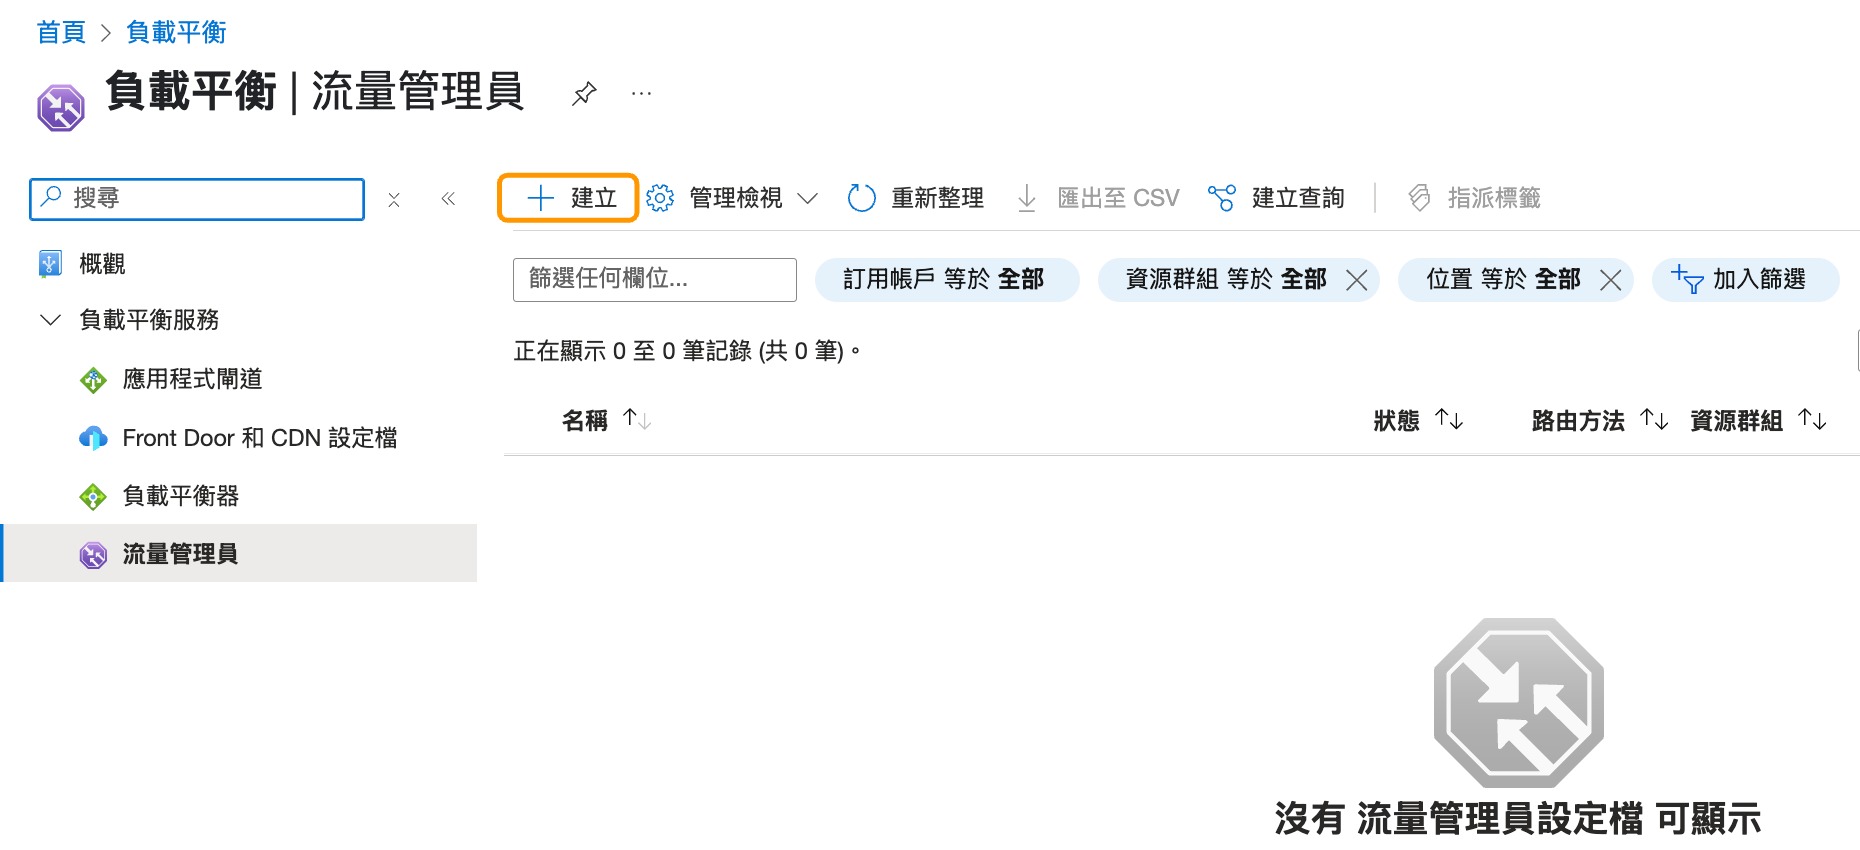 首頁 > 負載平衡
負載平衡 | 流量管理員 ...
搜尋
概觀
負載平衡服務
應用程式閘道
Front Door 和 CDN 設定檔
負載平衡器
流量管理員
建立 管理檢視 重新整理 匯出至 CSV 建立查詢 指派標籤
篩選任何欄位... 訂用帳戶 等於 全部 資源群組 等於 全部 位置 等於 全部 加入篩選
正在顯示 0 至 0 筆記錄 (共 0 筆)。
名稱 狀態 路由方法 資源群組
沒有 流量管理員設定檔 可顯示